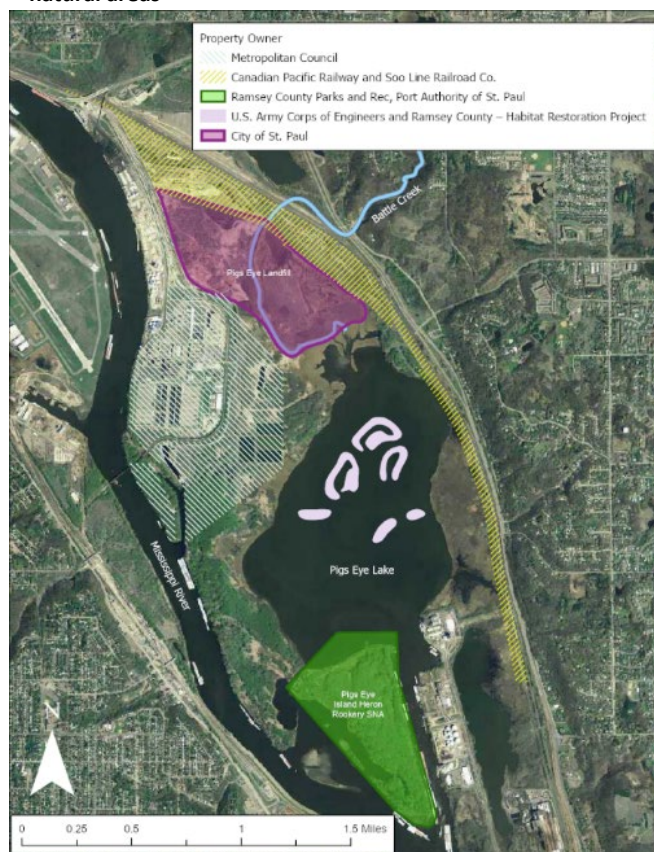 natural areas
Property Owner
Metropolitan Council
Canadian Pacific Railway and Soo Line Railroad Co.
Ramsey County Parks and Rec, Port Authority of St. Paul
U.S. Army Corps of Engineers and Ramsey County – Habitat Restoration Project
City of St. Paul
Battle Creek
Pigs Eye Landfill
Mississippi River
Pigs Eye Lake
Pigs Eye
Island Heron
Rookery SNA
0 0.25 0.5 1 1.5 Miles